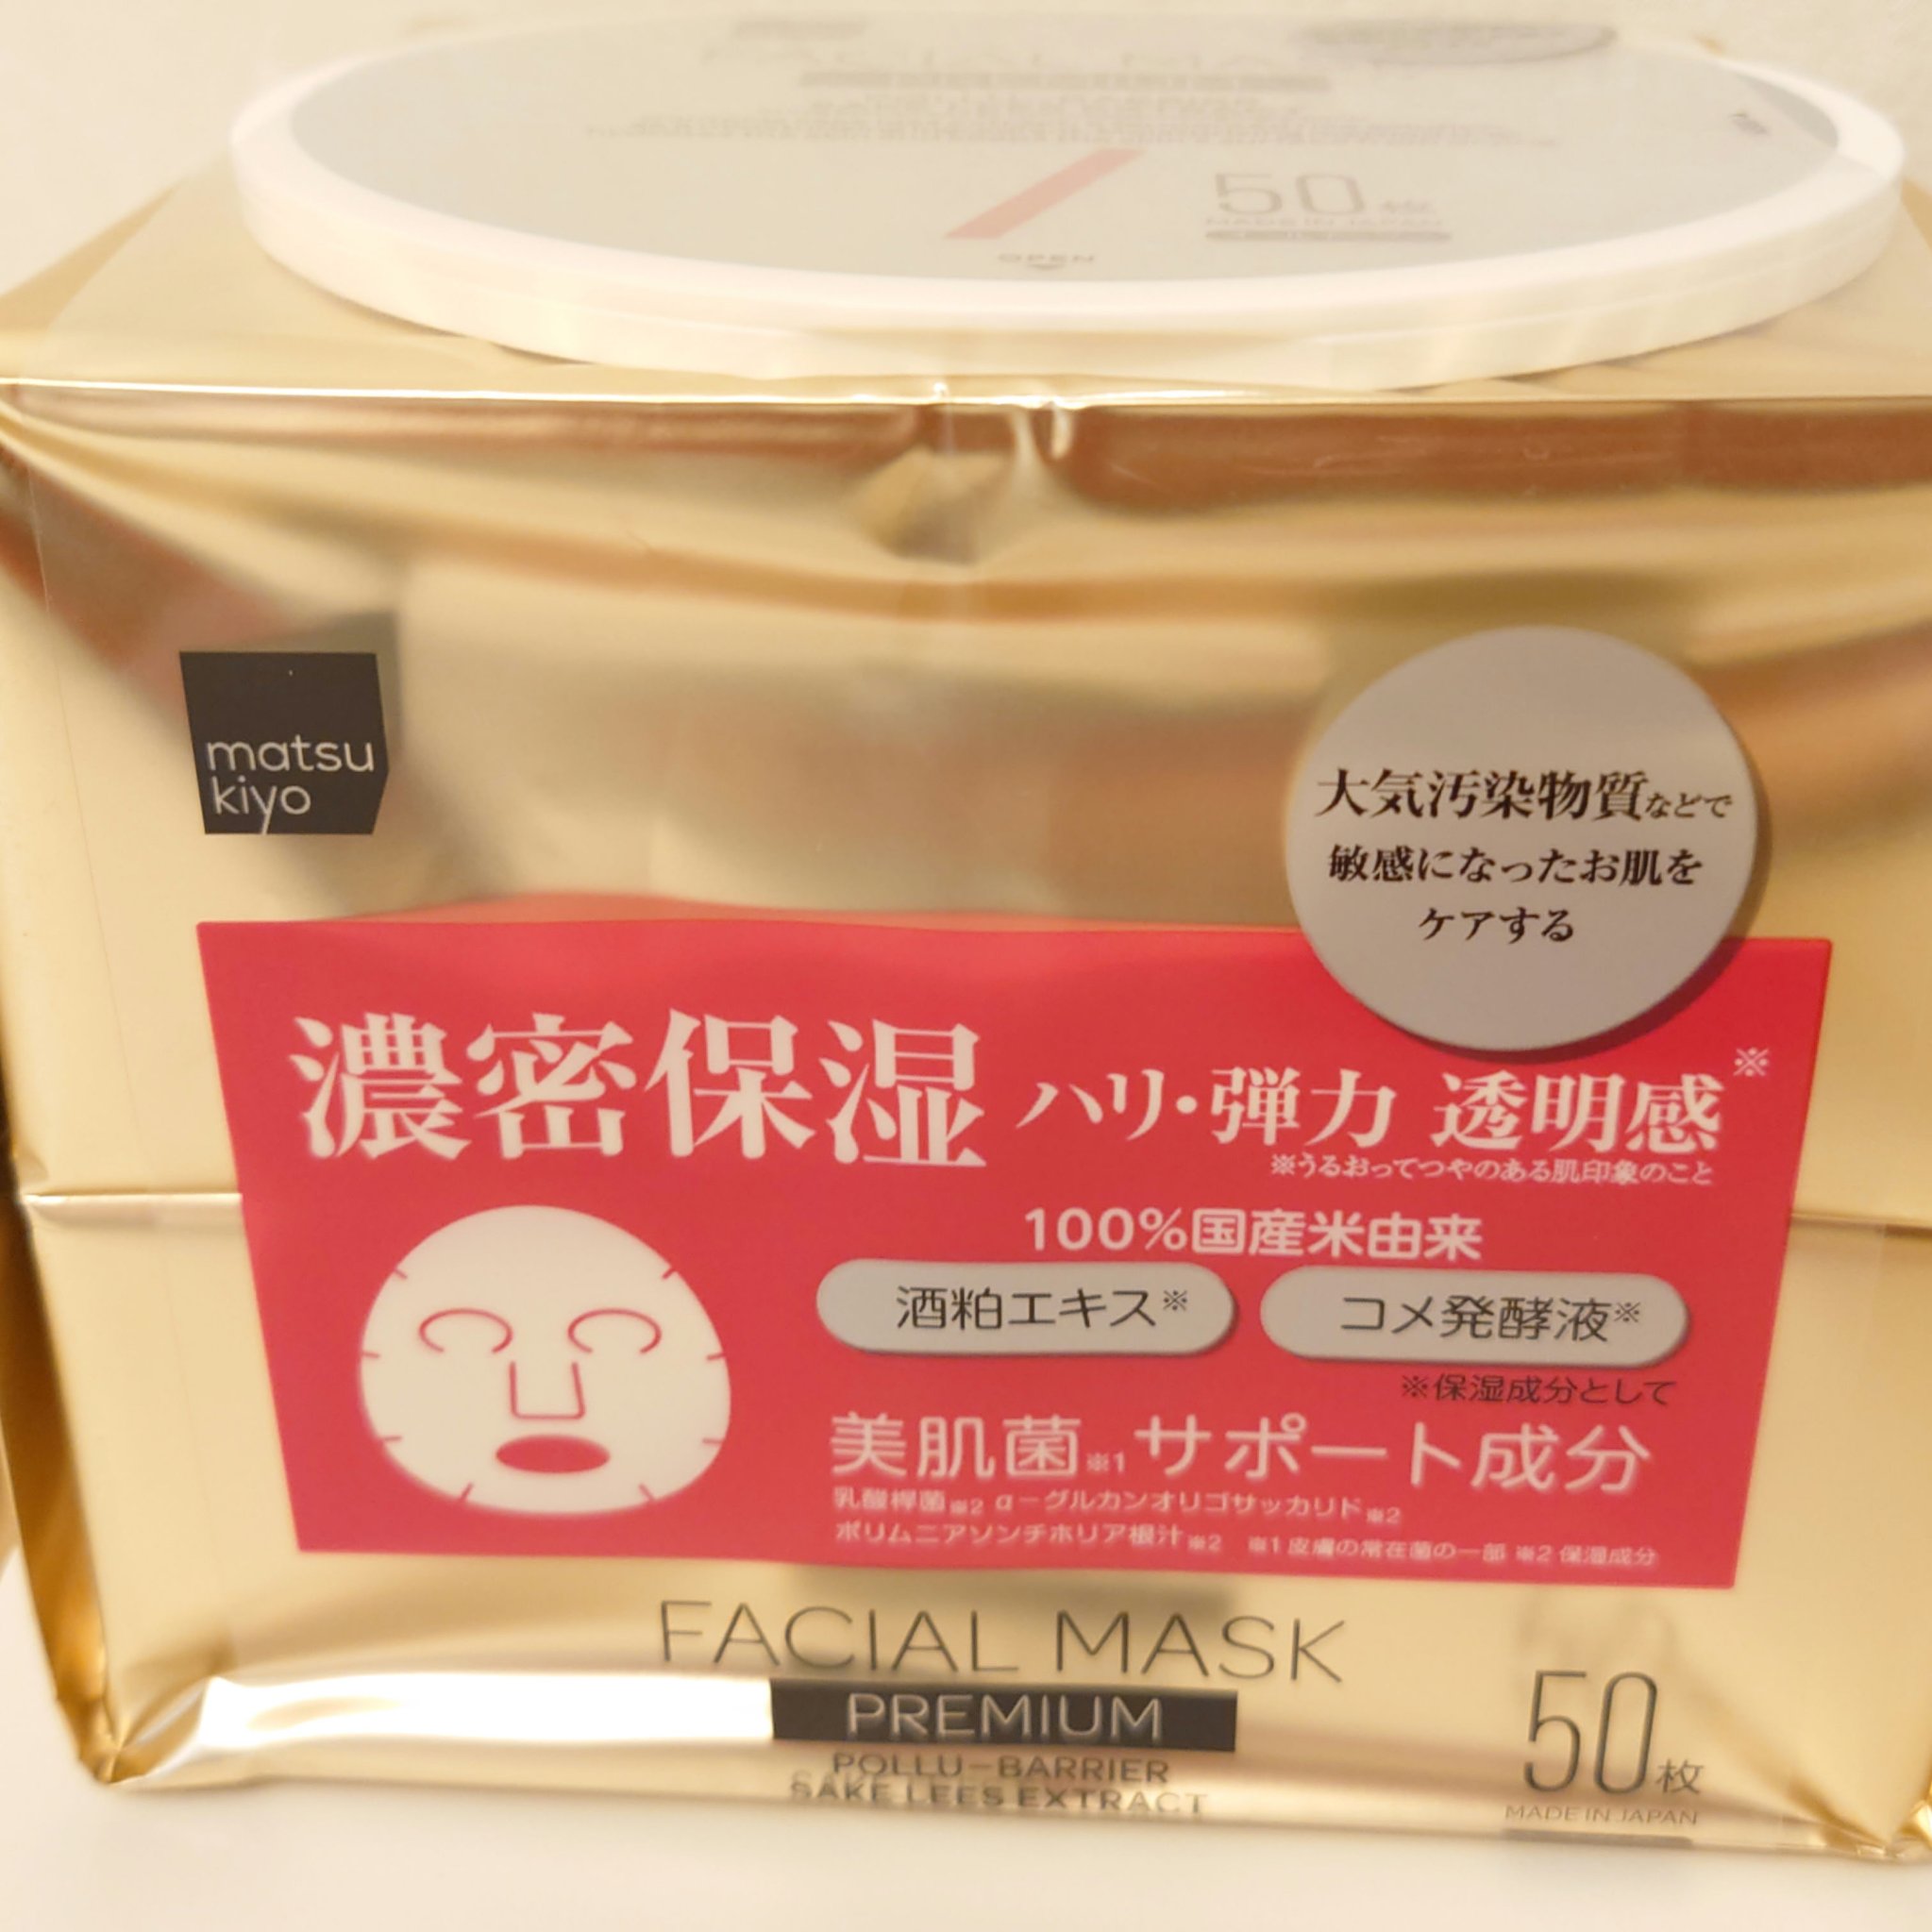 50枚
MADE IN JAPAN
OPEN
matsu
kiyo
大気汚染物質などで
敏感になったお肌を
ケアする
濃密保湿 ハリ・弾力 透明感※
※うるおってつやのある肌印象のこと
100%国産米由来
酒粕エキス※ コメ発酵液※
※保湿成分として
美肌菌※1サポート成分
乳酸桿菌※2 α-グルカンオリゴサッカリド※2
ポリムニアソンチホリア根汁※2 ※1皮膚の常在菌の一部 ※2 保湿成分
FACIAL MASK
PREMIUM
POLLU-BARRIER
SAKE LEES EXTRACT
50枚
MADE IN JAPAN